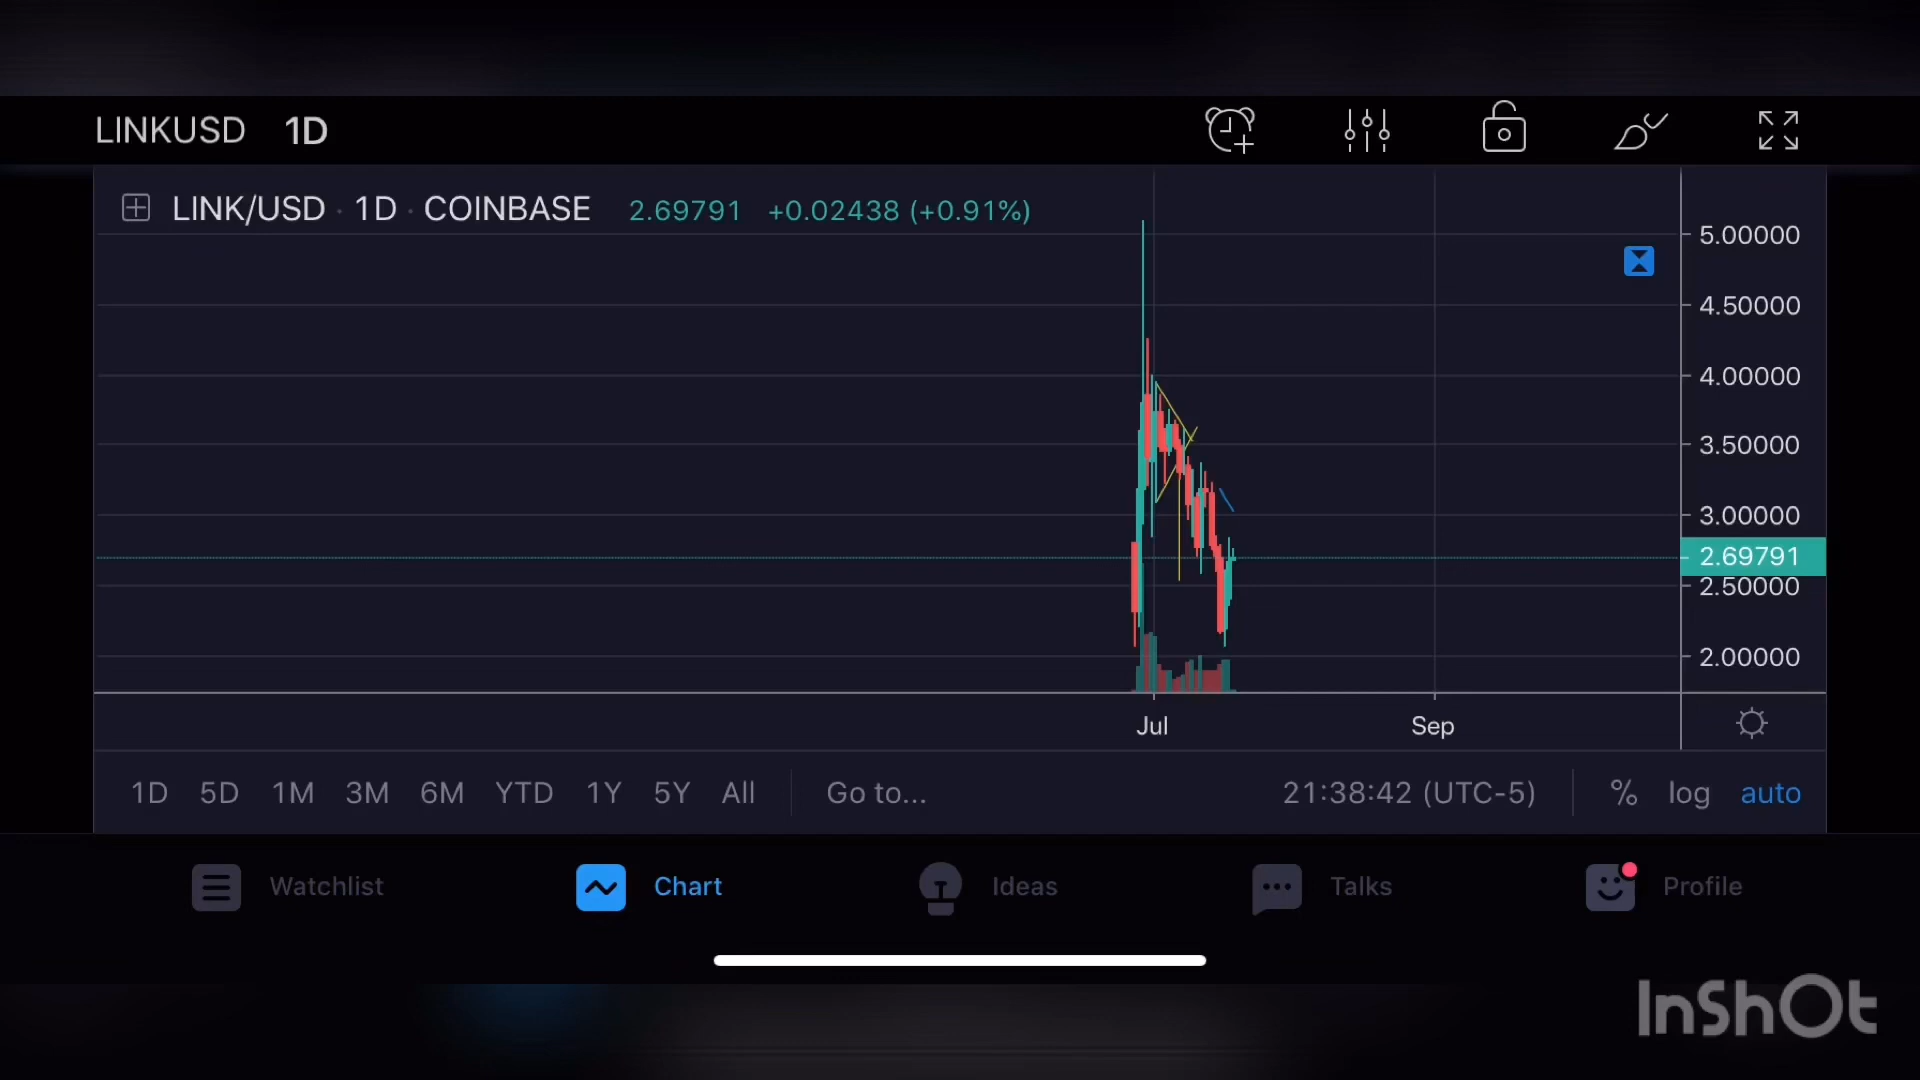 LINKUSD 1D
LINK/USD · 1D · COINBASE 2.69791 +0.02438 (+0.91%)
5.00000
4.50000
4.00000
3.50000
3.00000
2.69791
2.50000
2.00000
Jul Sep
1D 5D 1M 3M 6M YTD 1Y 5Y All Go to... 21:38:42 (UTC-5) % log auto
Watchlist Chart Ideas Talks Profile
InShOt